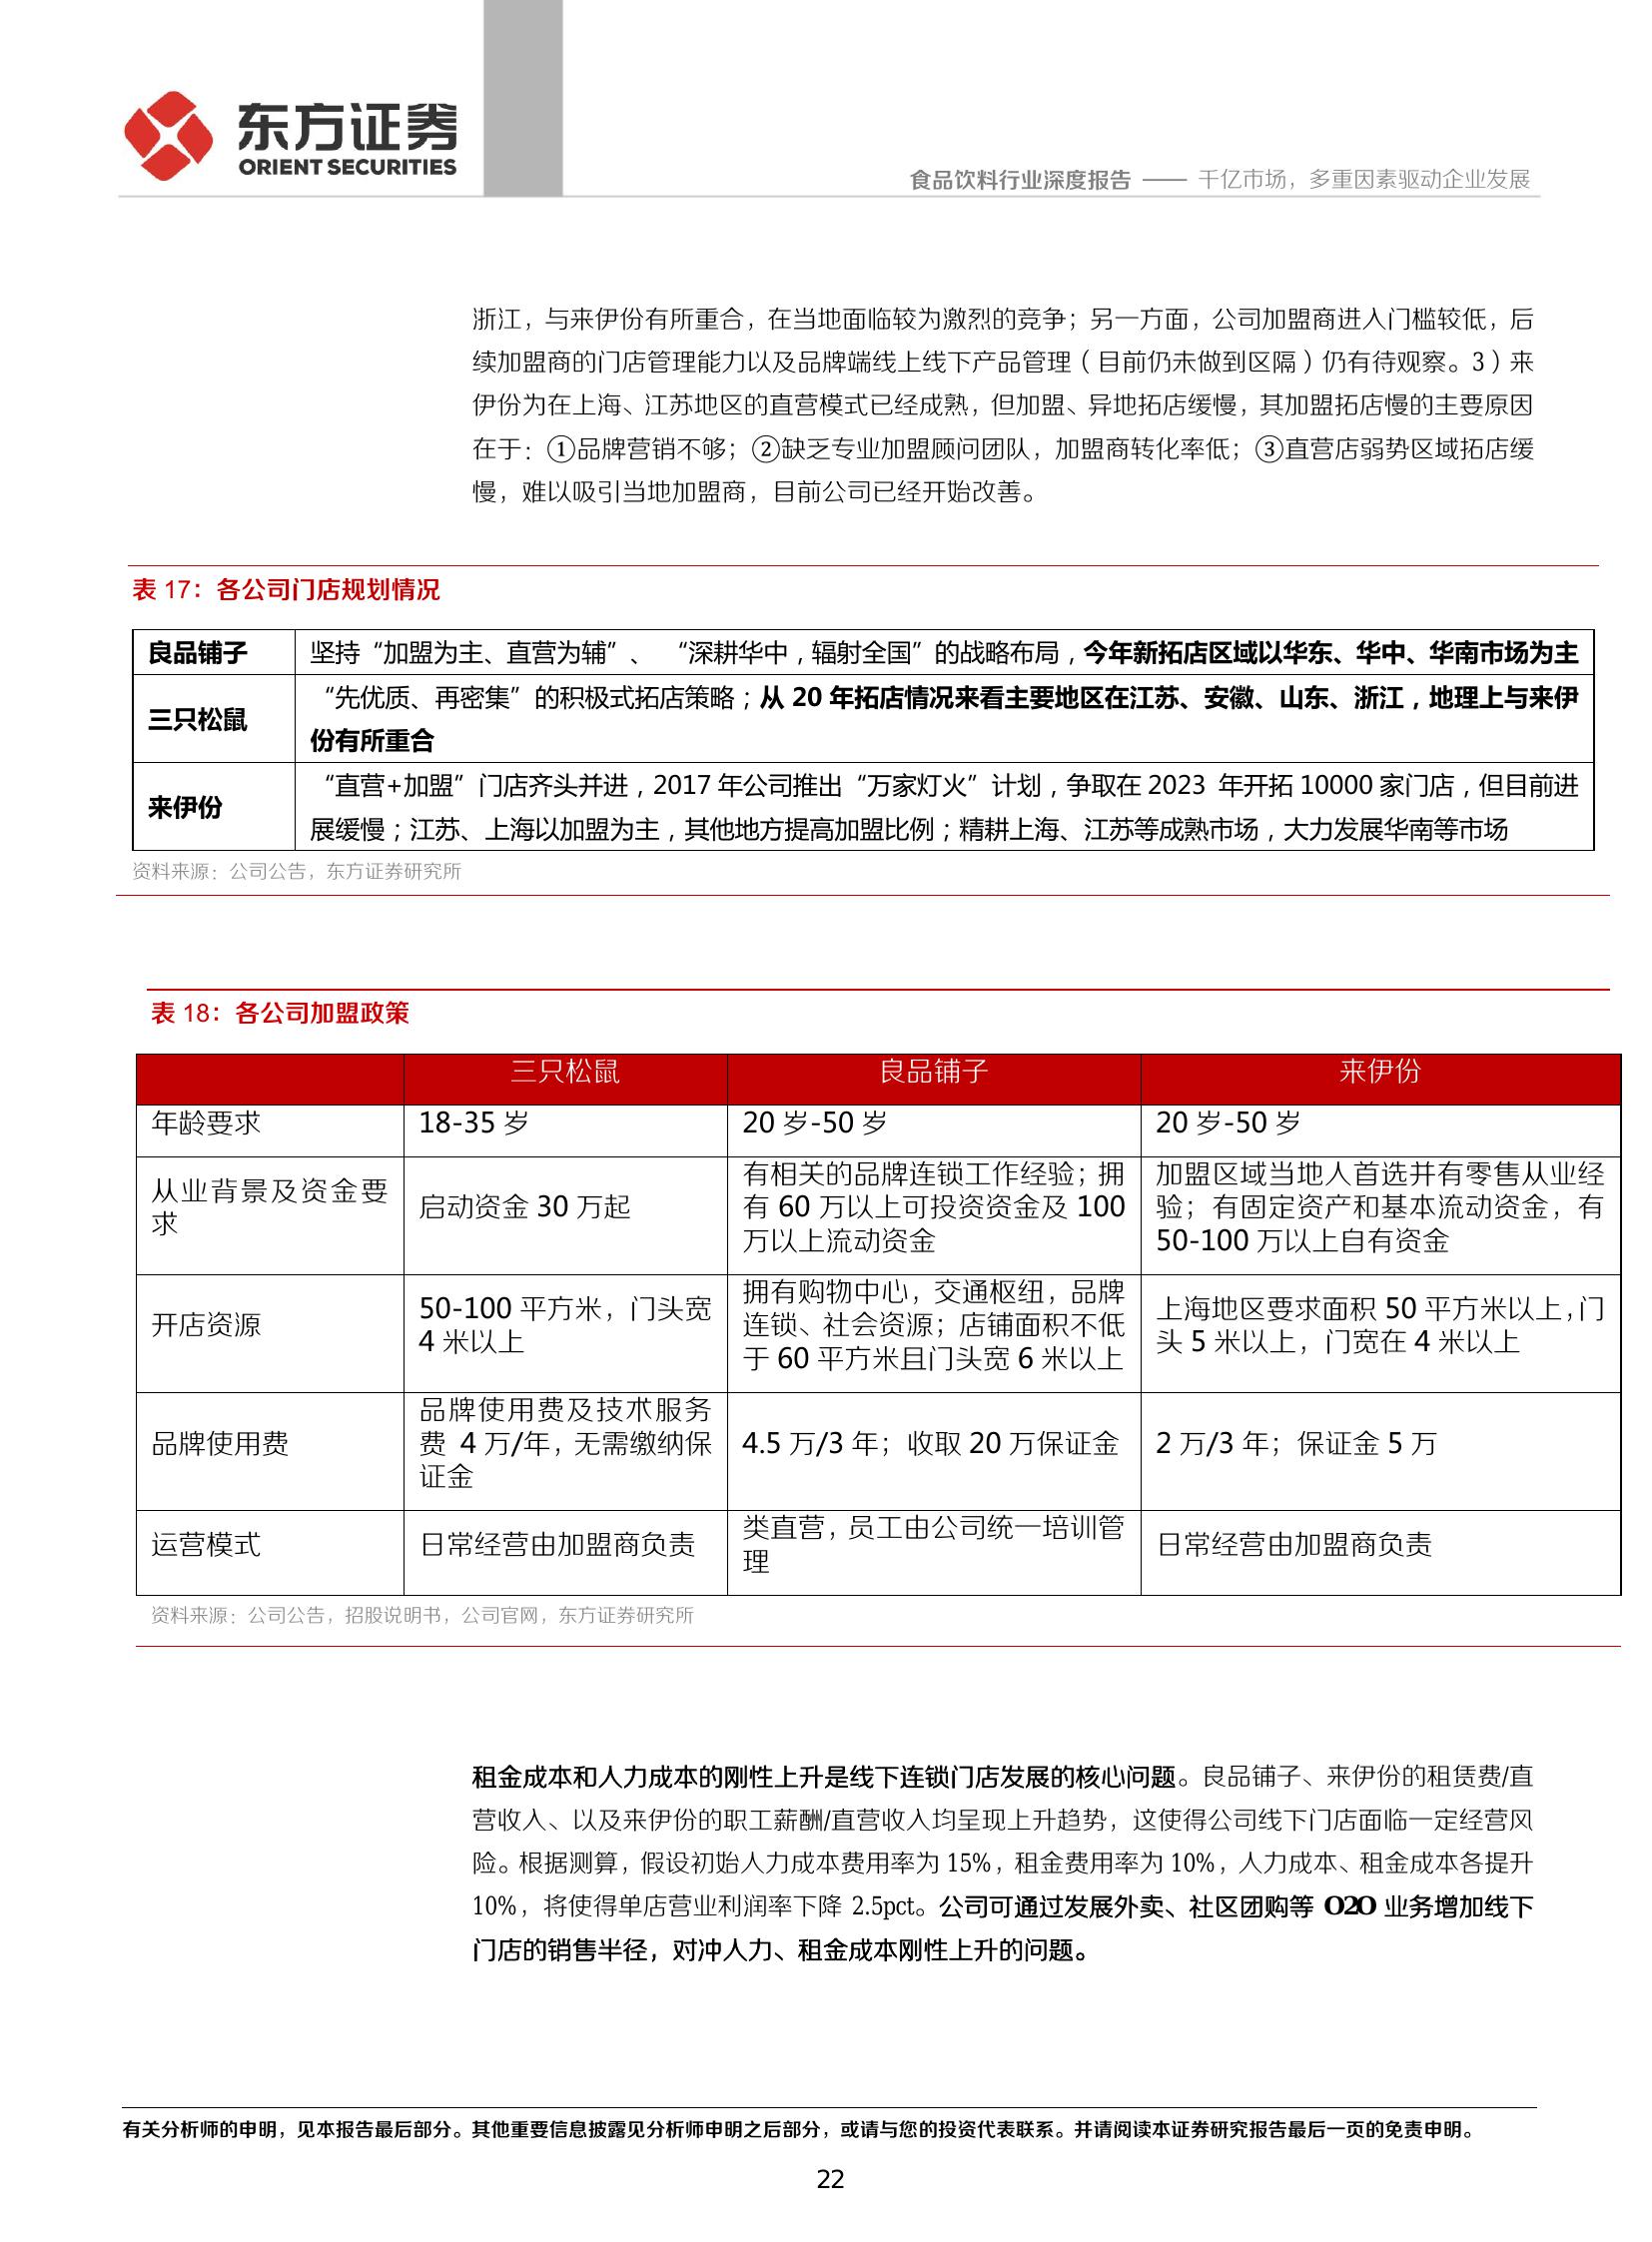 东方证券
ORIENT SECURITIES
食品饮料行业深度报告 —— 千亿市场，多重因素驱动企业发展
浙江，与来伊份有所重合，在当地面临较为激烈的竞争；另一方面，公司加盟商进入门槛较低，后
续加盟商的门店管理能力以及品牌端线上线下产品管理（目前仍未做到区隔）仍有待观察。3）来
伊份为在上海、江苏地区的直营模式已经成熟，但加盟、异地拓店缓慢，其加盟拓店慢的主要原因
在于：①品牌营销不够；②缺乏专业加盟顾问团队，加盟商转化率低；③直营店弱势区域拓店缓
慢，难以吸引当地加盟商，目前公司已经开始改善。
表 17：各公司门店规划情况
良品铺子
坚持“加盟为主、直营为辅”、 “深耕华中，辐射全国”的战略布局，今年新拓店区域以华东、华中、华南市场为主
三只松鼠
“先优质、再密集”的积极式拓店策略；从 20 年拓店情况来看主要地区在江苏、安徽、山东、浙江，地理上与来伊
份有所重合
来伊份
“直营+加盟”门店齐头并进，2017 年公司推出“万家灯火”计划，争取在 2023 年开拓 10000 家门店，但目前进
展缓慢；江苏、上海以加盟为主，其他地方提高加盟比例；精耕上海、江苏等成熟市场，大力发展华南等市场
资料来源：公司公告，东方证券研究所
表 18：各公司加盟政策
三只松鼠 良品铺子 来伊份
年龄要求 18-35 岁 20 岁-50 岁 20 岁-50 岁
从业背景及资金要
求
启动资金 30 万起
有相关的品牌连锁工作经验；拥
有 60 万以上可投资资金及 100
万以上流动资金
加盟区域当地人首选并有零售从业经
验；有固定资产和基本流动资金，有
50-100 万以上自有资金
开店资源
50-100 平方米，门头宽
4 米以上
拥有购物中心，交通枢纽，品牌
连锁、社会资源；店铺面积不低
于 60 平方米且门头宽 6 米以上
上海地区要求面积 50 平方米以上，门
头 5 米以上，门宽在 4 米以上
品牌使用费
品牌使用费及技术服务
费 4 万/年，无需缴纳保
证金
4.5 万/3 年；收取 20 万保证金
2 万/3 年；保证金 5 万
运营模式
日常经营由加盟商负责
类直营，员工由公司统一培训管
理
日常经营由加盟商负责
资料来源：公司公告，招股说明书，公司官网，东方证券研究所
租金成本和人力成本的刚性上升是线下连锁门店发展的核心问题。良品铺子、来伊份的租赁费/直
营收入、以及来伊份的职工薪酬/直营收入均呈现上升趋势，这使得公司线下门店面临一定经营风
险。根据测算，假设初始人力成本费用率为 15%，租金费用率为 10%，人力成本、租金成本各提升
10%，将使得单店营业利润率下降 2.5pct。公司可通过发展外卖、社区团购等 O2O 业务增加线下
门店的销售半径，对冲人力、租金成本刚性上升的问题。
有关分析师的申明，见本报告最后部分。其他重要信息披露见分析师申明之后部分，或请与您的投资代表联系。并请阅读本证券研究报告最后一页的免责申明。
22